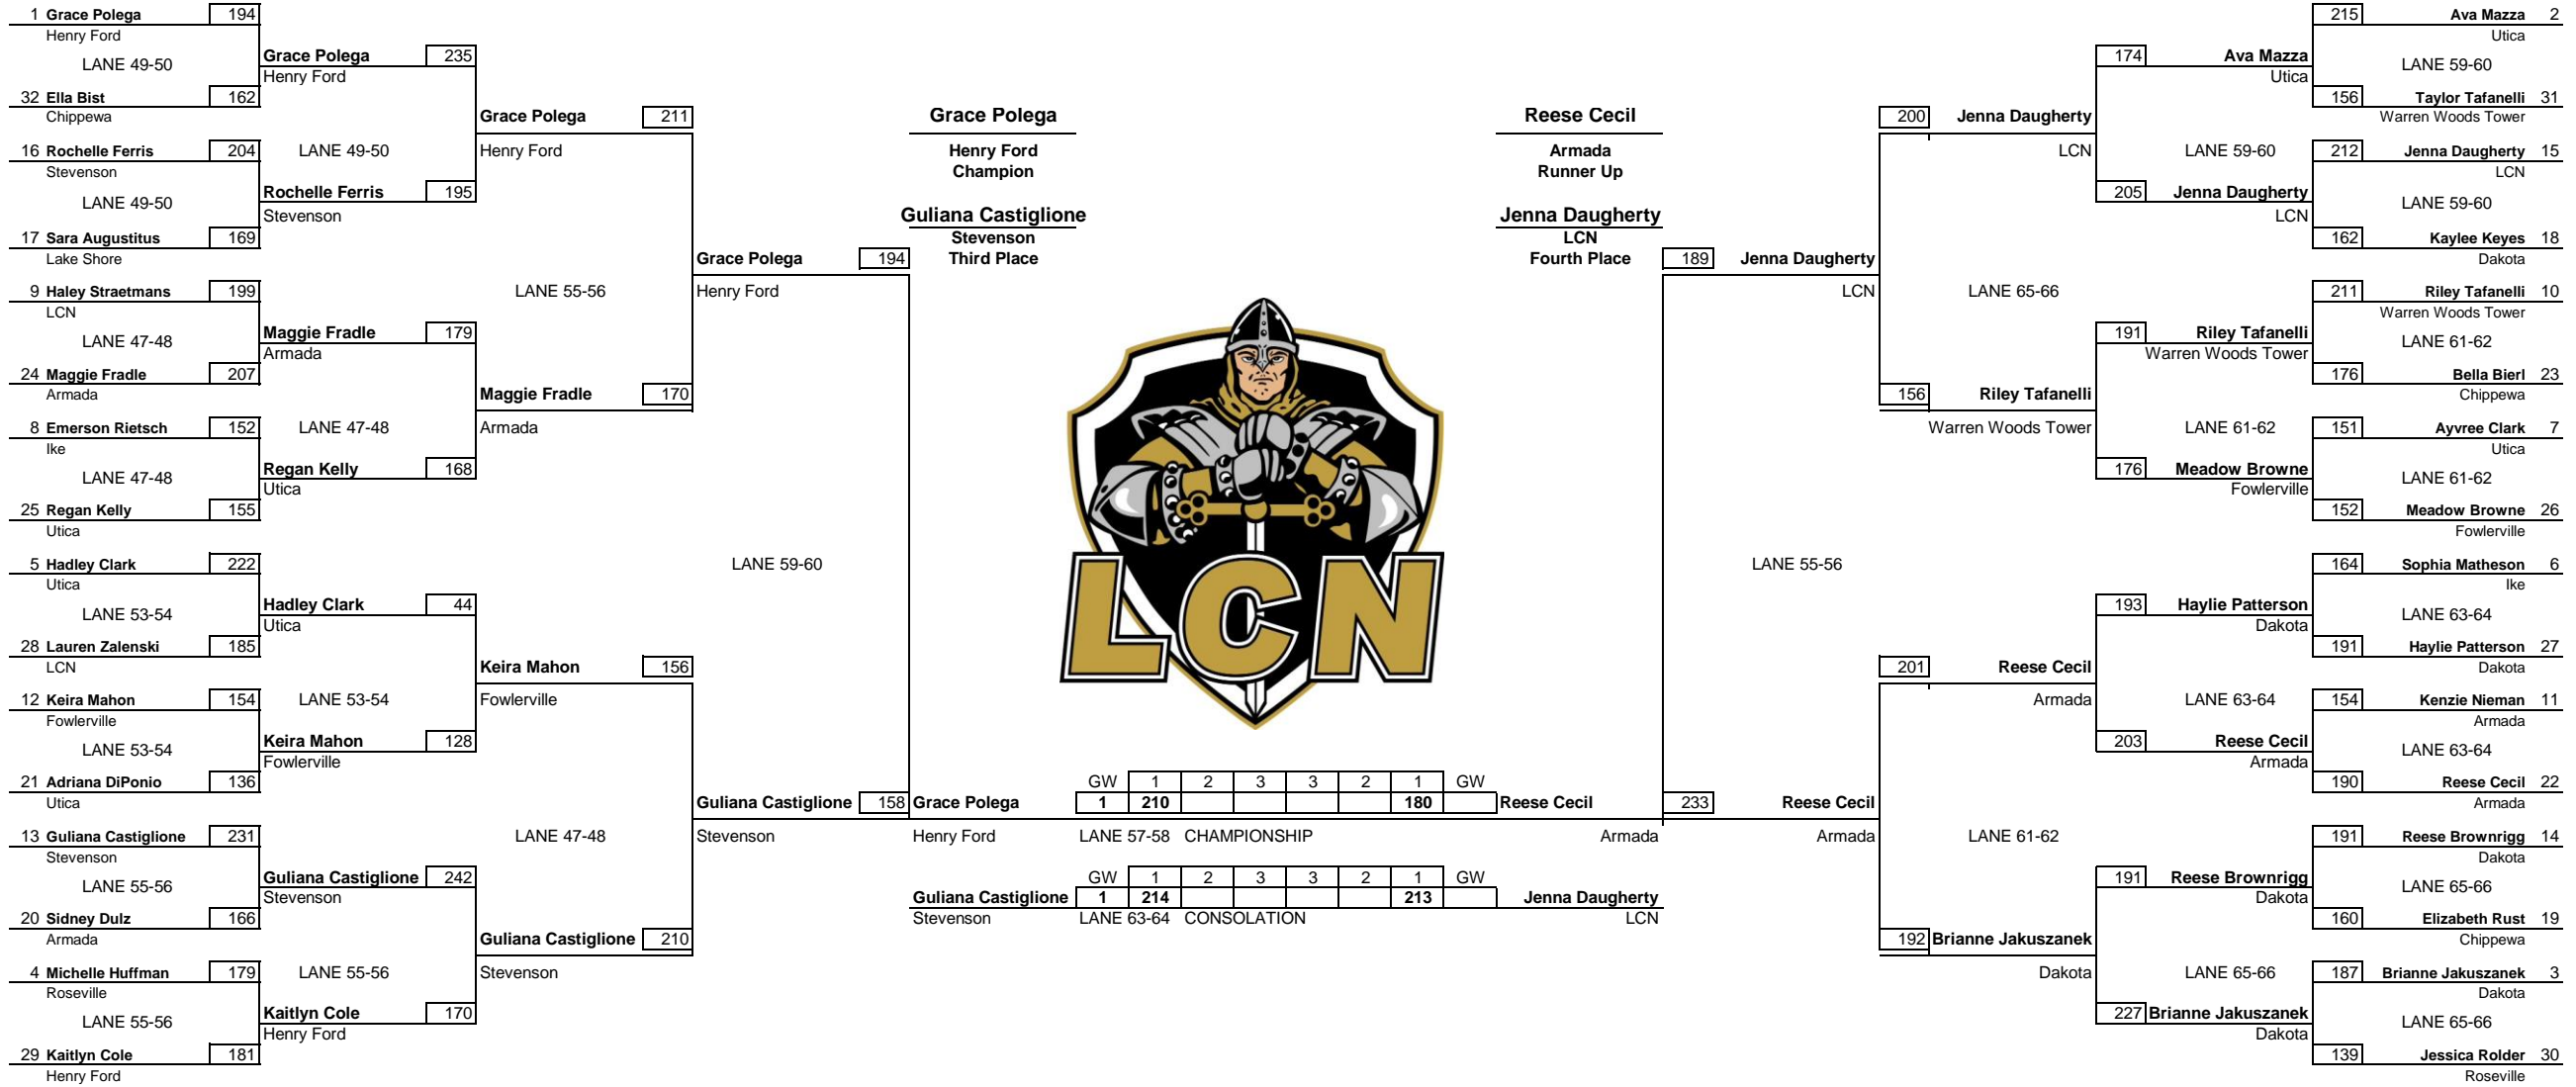 1 Grace Polega 194
Henry Ford
LANE 49-50
32 Ella Bist 162
Chippewa
16 Rochelle Ferris 204
Stevenson
LANE 49-50
17 Sara Augustitus 169
Lake Shore
9 Haley Straetmans 199
LCN
LANE 47-48
24 Maggie Fradle 207
Armada
8 Emerson Rietsch 152
Ike
LANE 47-48
25 Regan Kelly 155
Utica
5 Hadley Clark 222
Utica
LANE 53-54
28 Lauren Zalenski 185
LCN
12 Keira Mahon 154
Fowlerville
LANE 53-54
21 Adriana DiPonio 136
Utica
13 Guliana Castiglione 231
Stevenson
LANE 55-56
20 Sidney Dulz 166
Armada
4 Michelle Huffman 179
Roseville
LANE 55-56
29 Kaitlyn Cole 181
Henry Ford
Grace Polega 235
Henry Ford
LANE 49-50
Rochelle Ferris 195
Stevenson
Maggie Fradle 179
Armada
LANE 47-48
Regan Kelly 168
Utica
Hadley Clark 44
Utica
LANE 53-54
Keira Mahon 128
Fowlerville
Guliana Castiglione 242
Stevenson
LANE 55-56
Kaitlyn Cole 170
Henry Ford
Grace Polega 211
Henry Ford
LANE 55-56
Maggie Fradle 170
Armada
Keira Mahon 156
Fowlerville
LANE 47-48
Guliana Castiglione 210
Stevenson
Grace Polega 194
Henry Ford
LANE 59-60
Guliana Castiglione 158
Stevenson
Grace Polega
Henry Ford
Champion
Guliana Castiglione
Stevenson
Third Place
Reese Cecil
Armada
Runner Up
Jenna Daugherty
LCN
Fourth Place
LCN
GW 1 2 3 3 2 1 GW
Grace Polega 1 210 180 Reese Cecil
Henry Ford LANE 57-58 CHAMPIONSHIP Armada
GW 1 2 3 3 2 1 GW
Guliana Castiglione 1 214 213 Jenna Daugherty
Stevenson LANE 63-64 CONSOLATION LCN
189 Jenna Daugherty
LCN
LANE 55-56
233 Reese Cecil
Armada
200 Jenna Daugherty
LCN
LANE 65-66
156 Riley Tafanelli
Warren Woods Tower
201 Reese Cecil
Armada
LANE 61-62
192 Brianne Jakuszanek
Dakota
174 Ava Mazza
Utica
LANE 59-60
205 Jenna Daugherty
LCN
191 Riley Tafanelli
Warren Woods Tower
LANE 61-62
176 Meadow Browne
Fowlerville
193 Haylie Patterson
Dakota
LANE 63-64
203 Reese Cecil
Armada
191 Reese Brownrigg
Dakota
LANE 65-66
227 Brianne Jakuszanek
Dakota
215 Ava Mazza 2
Utica
LANE 59-60
156 Taylor Tafanelli 31
Warren Woods Tower
212 Jenna Daugherty 15
LCN
LANE 59-60
162 Kaylee Keyes 18
Dakota
211 Riley Tafanelli 10
Warren Woods Tower
LANE 61-62
176 Bella Bierl 23
Chippewa
151 Ayvree Clark 7
Utica
LANE 61-62
152 Meadow Browne 26
Fowlerville
164 Sophia Matheson 6
Ike
LANE 63-64
191 Haylie Patterson 27
Dakota
154 Kenzie Nieman 11
Armada
LANE 63-64
190 Reese Cecil 22
Armada
191 Reese Brownrigg 14
Dakota
LANE 65-66
160 Elizabeth Rust 19
Chippewa
187 Brianne Jakuszanek 3
Dakota
LANE 65-66
139 Jessica Rolder 30
Roseville